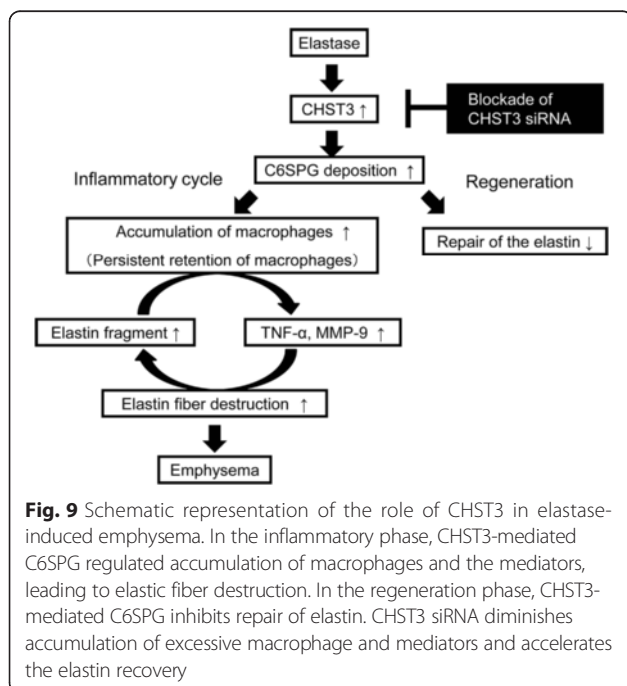 Elastase
CHST3 ↑
Blockade of
CHST3 siRNA
C6SPG deposition ↑
Inflammatory cycle
Regeneration
Accumulation of macrophages ↑
(Persistent retention of macrophages)
Repair of the elastin ↓
Elastin fragment ↑
TNF-α, MMP-9 ↑
Elastin fiber destruction ↑
Emphysema
Fig. 9 Schematic representation of the role of CHST3 in elastase-
induced emphysema. In the inflammatory phase, CHST3-mediated
C6SPG regulated accumulation of macrophages and the mediators,
leading to elastic fiber destruction. In the regeneration phase, CHST3-
mediated C6SPG inhibits repair of elastin. CHST3 siRNA diminishes
accumulation of excessive macrophage and mediators and accelerates
the elastin recovery